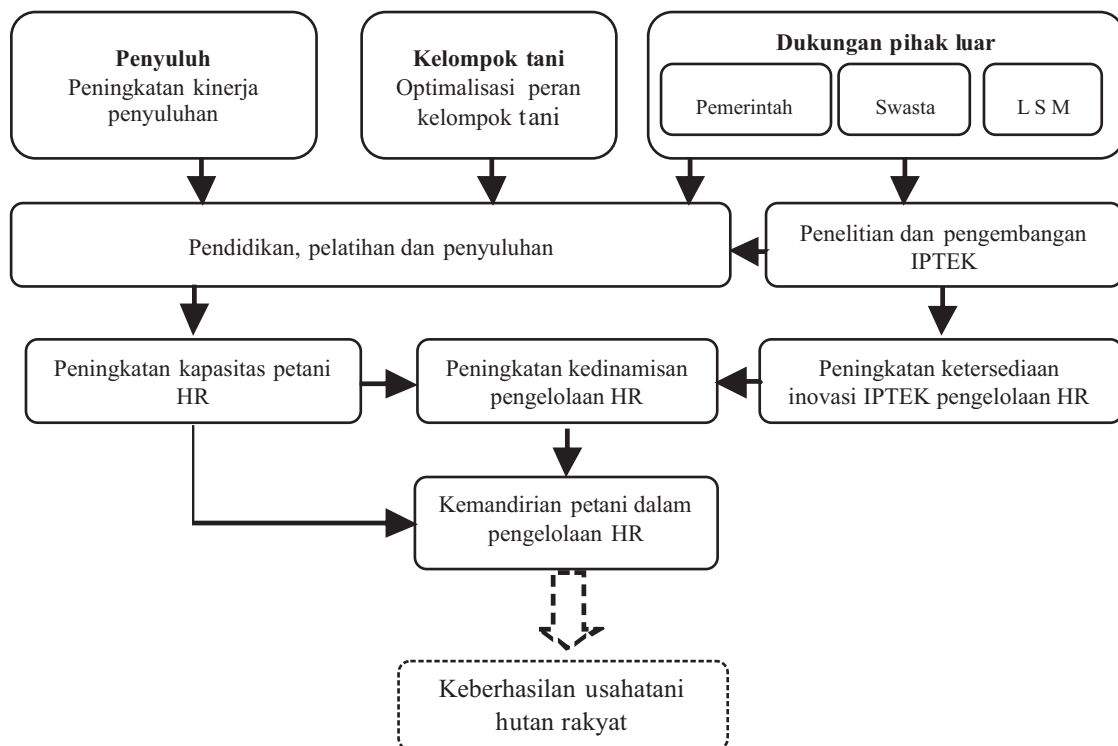 Penyuluh
Peningkatan kinerja
penyuluhan
Kelompok tani
Optimalisasi peran
kelompok tani
Dukungan pihak luar
Pemerintah
Swasta
L S M
Pendidikan, pelatihan dan penyuluhan
Penelitian dan pengembangan
IPTEK
Peningkatan kapasitas petani
HR
Peningkatan kedinamisan
pengelolaan HR
Peningkatan ketersediaan
inovasi IPTEK pengelolaan HR
Kemandirian petani dalam
pengelolaan HR
Keberhasilan usahatani
hutan rakyat